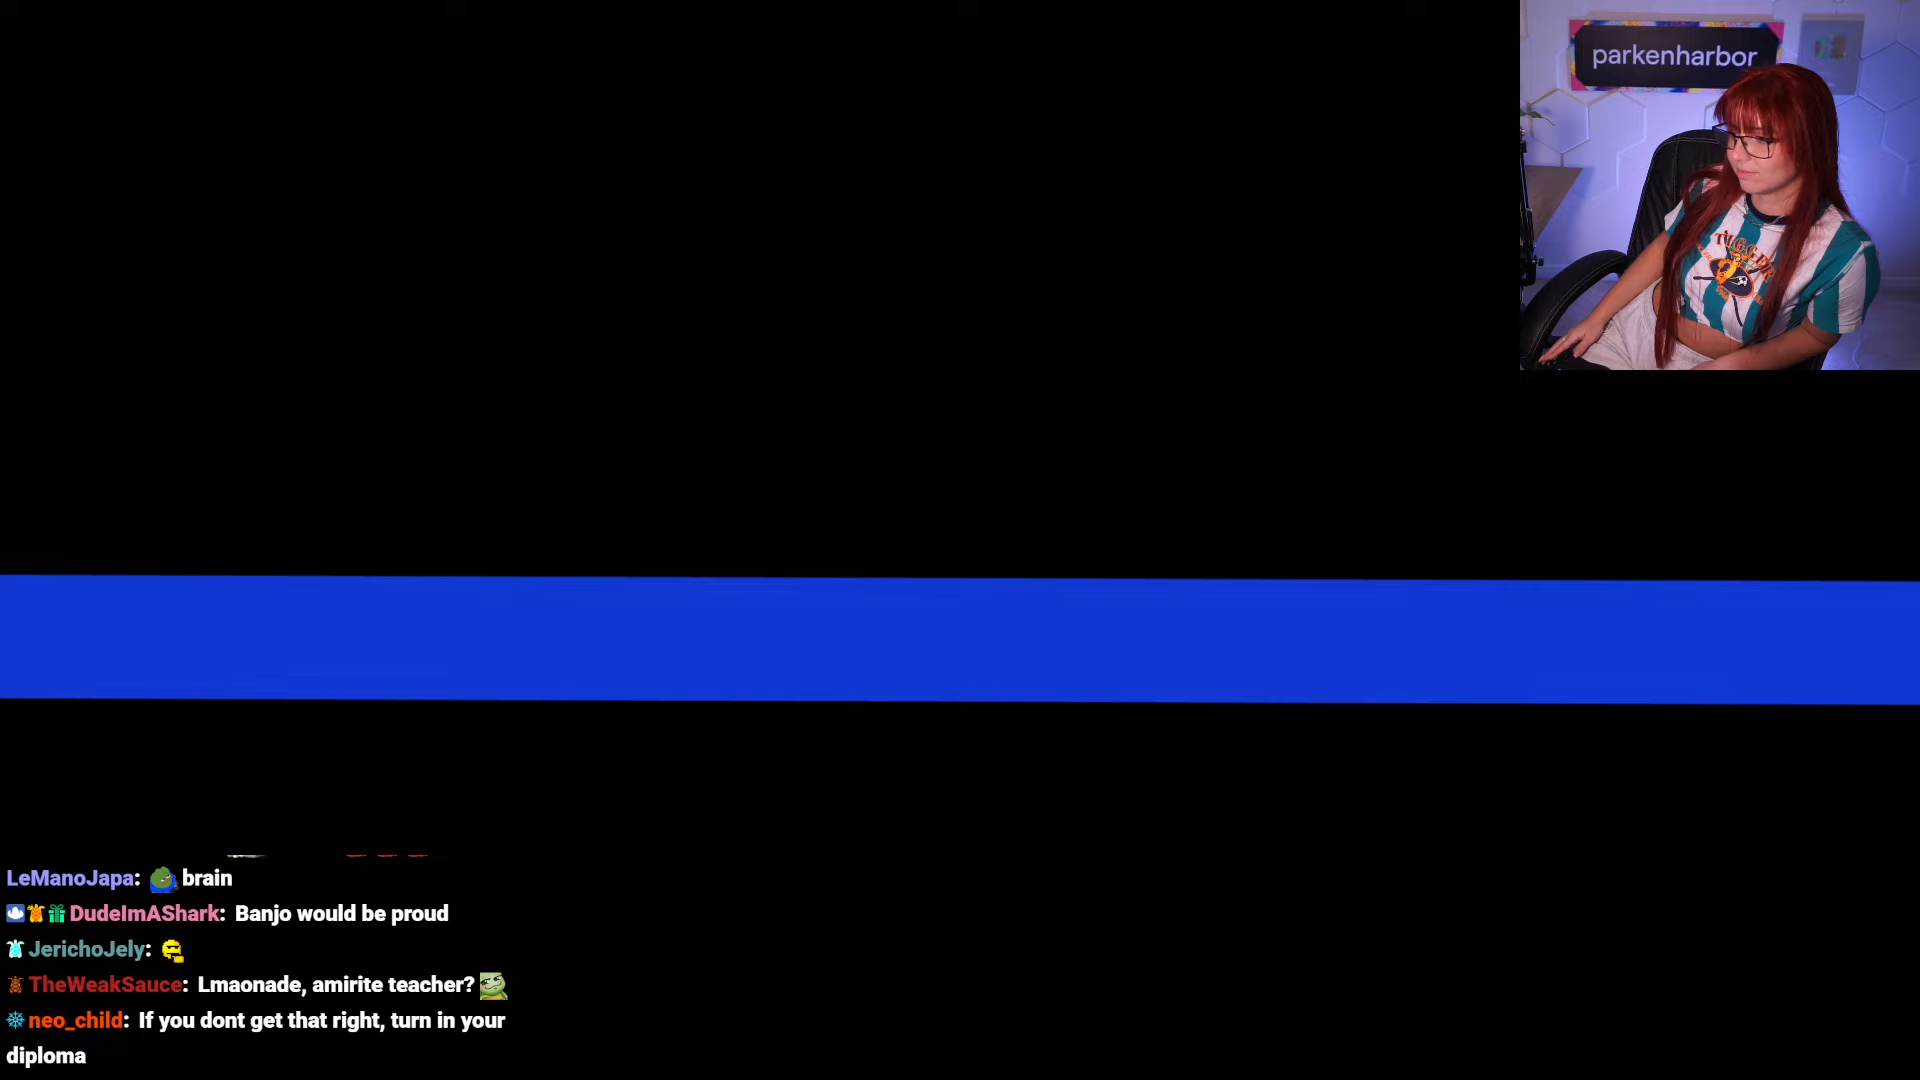 parkenharbor
TIGGER
LeManoJapa: brain
DudeImAShark: Banjo would be proud
JerichoJely:
TheWeakSauce: Lmaonade, amirite teacher?
neo_child: If you dont get that right, turn in your
diploma